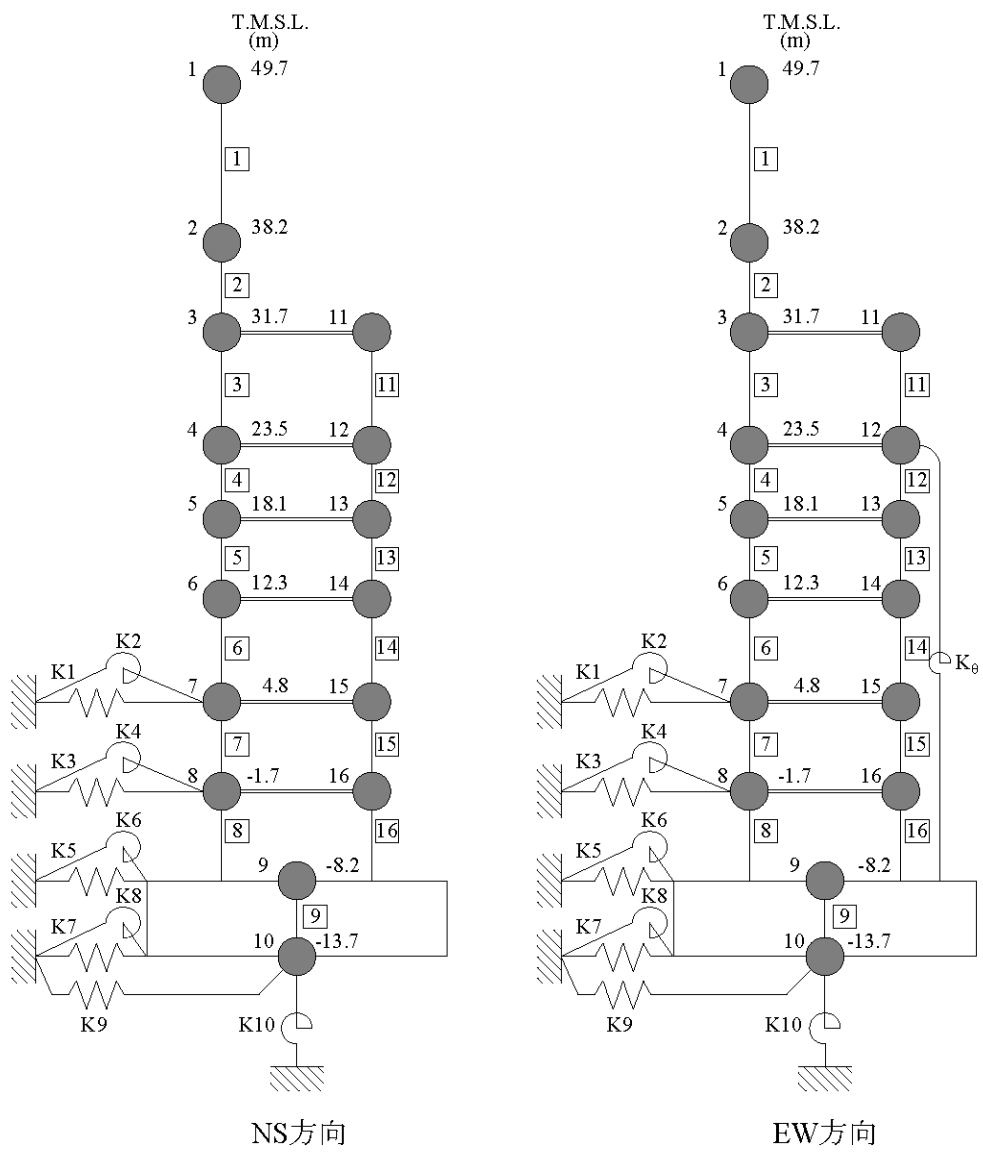 T.M.S.L.
(m)
1 49.7
1
2 38.2
2
3 31.7 11
3 11
4 23.5 12
4 12
5 18.1 13
5 13
6 12.3 14
K2
6 14
K1
7 4.8 15
K4
7 15
K3
8 -1.7 16
K6
8 16
K5
9 -8.2
K8
9
K7
10 -13.7
K9
K10
NS方向
T.M.S.L.
(m)
1 49.7
1
2 38.2
2
3 31.7 11
3 11
4 23.5 12
4 12
5 18.1 13
5 13
6 12.3 14
K2
6 14
Kθ
K1
7 4.8 15
K4
7 15
K3
8 -1.7 16
K6
8 16
K5
9 -8.2
K8
9
K7
10 -13.7
K9
K10
EW方向